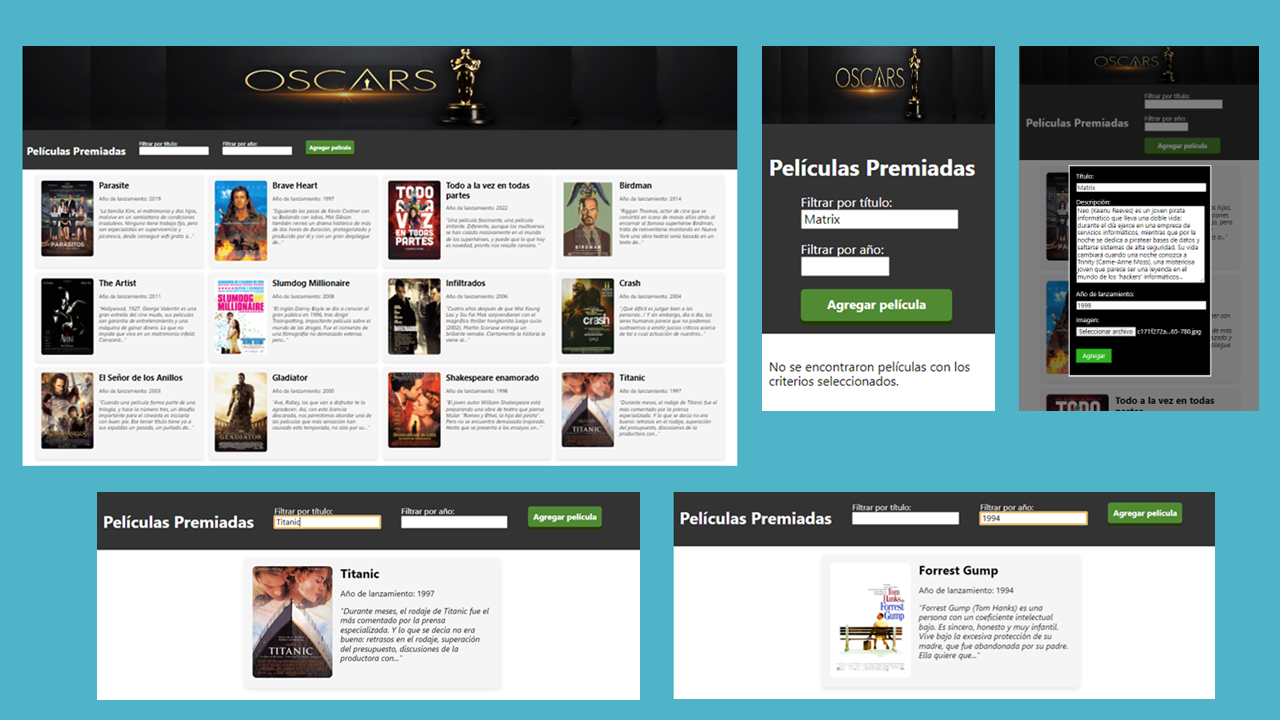 OSCARS
Películas Premiadas
Filtrar por título:
Filtrar por año:
Agregar película
Parasite
Año de lanzamiento: 2019
"La familia Kim, el matrimonio y dos hijos,
malvive en un semisótano de condiciones
insalubres. Ninguno tiene trabajo fijo, pero
son especialistas en supervivencia y
picaresca, desde conseguir wifi gratis a..."
Brave Heart
Año de lanzamiento: 1997
"Siguiendo los pasos de Kevin Costner con
su Bailando con lobos, Mel Gibson
también recreó un drama histórico de más
de dos horas de duración, protagonizado y
producido por él y con un gran despliegue
de..."
Todo a la vez en todas
partes
Año de lanzamiento: 2022
"Una película fascinante, una película
irritante. Diferente, aunque los multiversos
se han colado masivamente en el mundo
de los superhéroes, y puede que lo que hoy
es novedad, pronto nos resulte cansino. "
Birdman
Año de lanzamiento: 2014
"Riggan Thomas, actor de cine que se
convirtió en icono de masas años atrás al
encarnar al famoso superhéroe Birdman,
trata de reinventarse montando en Nueva
York una obra teatral seria basada en un
texto de..."
PARÁSITOS
TODO
A LA
VEZ
EN TODAS
PARTES
BIRDMAN
The Artist
Año de lanzamiento: 2011
"Hollywood, 1927. George Valentin es una
gran estrella del cine mudo, sus películas
son garantía de entretenimiento y una
máquina de ganar dinero. Lo que no
impide que viva en un matrimonio infeliz.
Conocerá..."
Slumdog Millionaire
Año de lanzamiento: 2008
"El inglés Danny Boyle se dio a conocer al
gran público en 1996, tras dirigir
Trainspotting, impactante película sobre el
mundo de las drogas. Fue el comienzo de
una filmografía no demasiado extensa,
pero..."
Infiltrados
Año de lanzamiento: 2006
"Cuatro años después de que Wai Keung
Lau y Siu Fai Mak sorprendieran con el
magnífico thriller hongkonés Juego sucio
(2002), Martin Scorsese entrega un
brillante remake. Ciertamente la historia le
viene al..."
Crash
Año de lanzamiento: 2004
"¡Qué difícil es juzgar bien a las
personas...! Y sin embargo, día a día, los
seres humanos parece que no podemos
sustraernos a emitir juicios críticos acerca
de tal o cual actuación de nuestros..."
SLUMDOG
MILLIONAIRE
INFILTRADOS
crash
El Señor de los Anillos
Año de lanzamiento: 2004
"Cuando una película forma parte de una
trilogía, y hace la número tres, un desafío
importante para el cineasta es iniciarla
con buen pie. Ese tercer título tiene ya a
sus espaldas un pasado, un puñado de..."
Gladiator
Año de lanzamiento: 2000
"Ave, Ridley, los que van a disfrutar te lo
agradecen. Así, con esta licencia
descarada, nos permitimos abordar una de
las películas que más sensación han
causado esta temporada, no sólo por su..."
Shakespeare enamorado
Año de lanzamiento: 1998
"El joven autor William Shakespeare está
preparando una obra de teatro que piensa
titular "Romeo y Ethel, la hija del pirata".
Pero no se encuentra demasiado inspirado.
Hasta que se presenta a los ensayos un..."
Titanic
Año de lanzamiento: 1997
"Durante meses, el rodaje de Titanic fue el
más comentado por la prensa
especializada. Y lo que se decía no era
bueno: retrasos en el rodaje, superación
del presupuesto, discusiones de la
productora con..."
GLADIATOR
TITANIC
OSCARS
Películas Premiadas
Filtrar por título:
Matrix
Filtrar por año:
Agregar película
No se encontraron películas con los
criterios seleccionados.
OSCARS
Películas Premiadas
Filtrar por título:
Filtrar por año:
Agregar película
Título:
Matrix
Descripción:
Neo (Keanu Reeves) es un joven pirata
informático que lleva una doble vida:
durante el día ejerce en una empresa de
servicios informáticos, mientras que por la
noche se dedica a piratear bases de datos y
saltarse sistemas de alta seguridad. Su vida
cambiará cuando una noche conozca a
Trinity (Carrie-Anne Moss), una misteriosa
joven que parece ser una leyenda en el
mundo de los 'hackers' informáticos...
Año de lanzamiento:
1999
Imagen:
Seleccionar archivo c171f272a...65-788.jpg
Agregar
Todo a la vez en todas
partes
TODO
Películas Premiadas
Filtrar por título:
Titanic
Filtrar por año:
Agregar película
Titanic
Año de lanzamiento: 1997
"Durante meses, el rodaje de Titanic fue el
más comentado por la prensa
especializada. Y lo que se decía no era
bueno: retrasos en el rodaje, superación
del presupuesto, discusiones de la
productora con..."
TITANIC
Películas Premiadas
Filtrar por título:
Filtrar por año:
1994
Agregar película
Forrest Gump
Año de lanzamiento: 1994
"Forrest Gump (Tom Hanks) es una
persona con un coeficiente intelectual
bajo. Es sincero, honesto y muy infantil.
Vive bajo la excesiva protección de su
madre, que fue abandonada por su padre.
Ella quiere que..."
Tom
Hanks
Forrest
Gump